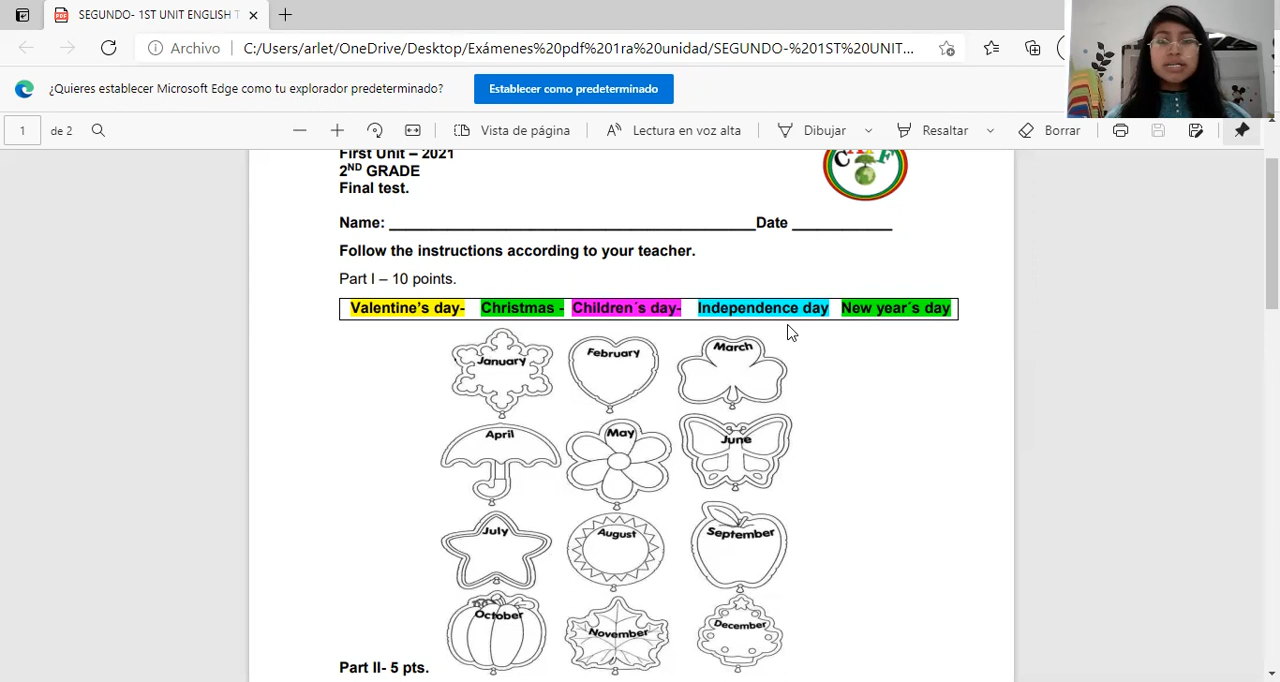 SEGUNDO- 1ST UNIT ENGLISH T
Archivo
C:/Users/arlet/OneDrive/Desktop/Exámenes%20pdf%201ra%20unidad/SEGUNDO-%201ST%20UNIT...
¿Quieres establecer Microsoft Edge como tu explorador predeterminado?
Establecer como predeterminado
1 de 2
Vista de página
Lectura en voz alta
Dibujar
Resaltar
Borrar
First Unit – 2021
2ND GRADE
Final test.
Name: ________________________________________Date ____________
Follow the instructions according to your teacher.
Part I – 10 points.
Valentine's day- Christmas - Children´s day- Independence day New year´s day
January February March
April May June
July August September
October November December
Part II- 5 pts.